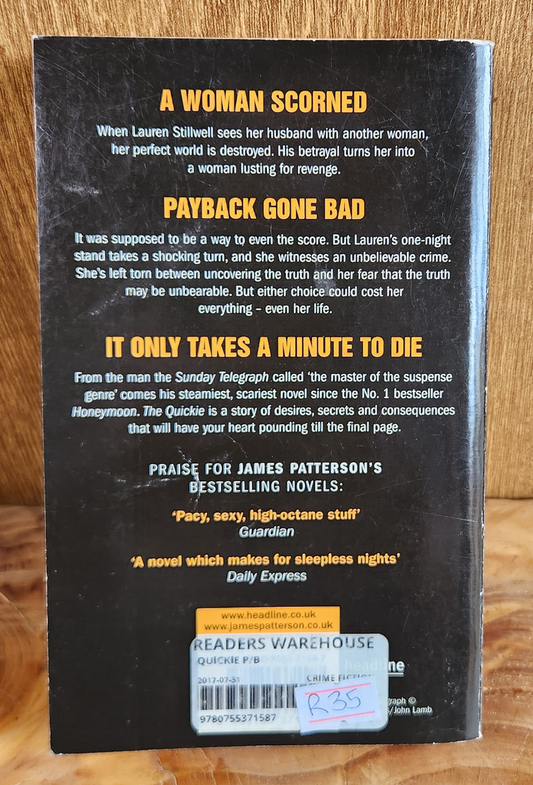 A WOMAN SCORNED
When Lauren Stillwell sees her husband with another woman,
her perfect world is destroyed. His betrayal turns her into
a woman lusting for revenge.
PAYBACK GONE BAD
It was supposed to be a way to even the score. But Lauren's one-night
stand takes a shocking turn, and she witnesses an unbelievable crime.
She's left torn between uncovering the truth and her fear that the truth
may be unbearable. But either choice could cost her
everything – even her life.
IT ONLY TAKES A MINUTE TO DIE
From the man the Sunday Telegraph called 'the master of the suspense
genre' comes his steamiest, scariest novel since the No. 1 bestseller
Honeymoon. The Quickie is a story of desires, secrets and consequences
that will have your heart pounding till the final page.
PRAISE FOR JAMES PATTERSON'S
BESTSELLING NOVELS:
'Pacy, sexy, high-octane stuff'
Guardian
'A novel which makes for sleepless nights'
Daily Express
www.headline.co.uk
www.jamespatterson.co.uk
READERS WAREHOUSE
QUICKIE P/B
headline
2017-07-31
CRIME FICTION
R35
9780755371587
©
/John Lamb